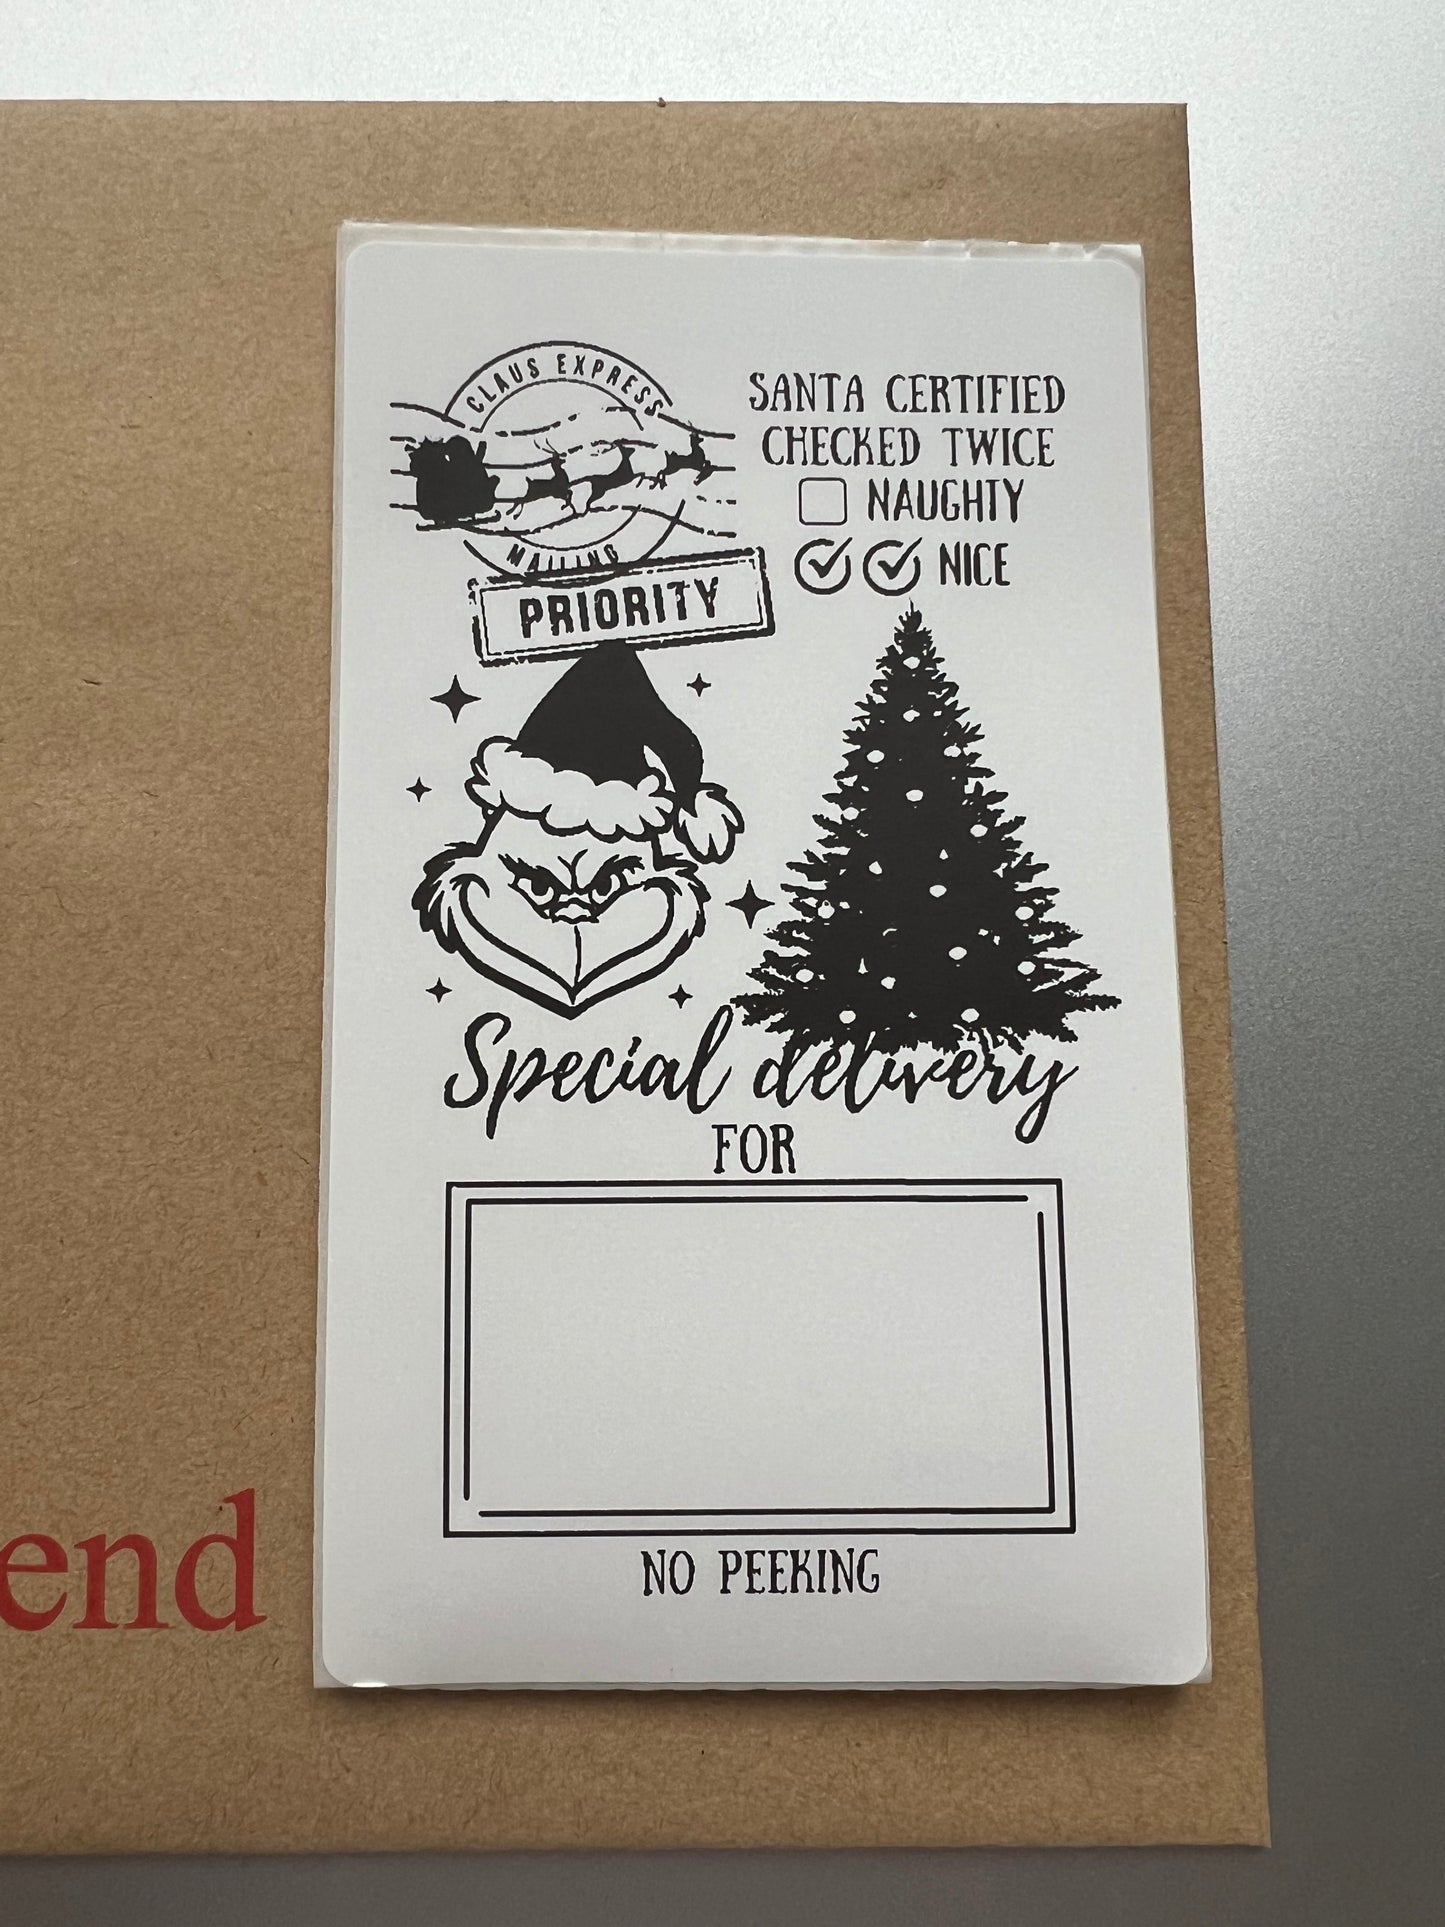 CLAUS EXPRESS
MAILING
PRIORITY
SANTA CERTIFIED
CHECKED TWICE
NAUGHTY
NICE
Special delivery
FOR
NO PEEKING
end